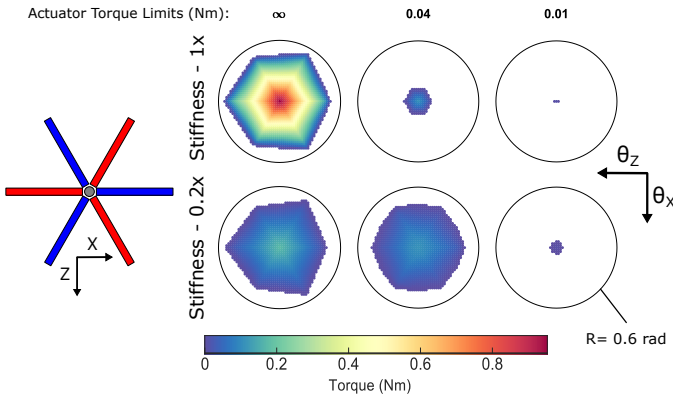 Actuator Torque Limits (Nm): ∞ 0.04 0.01
Stiffness - 1x
Stiffness - 0.2x
X
Z
θZ
θX
R= 0.6 rad
0 0.2 0.4 0.6 0.8
Torque (Nm)